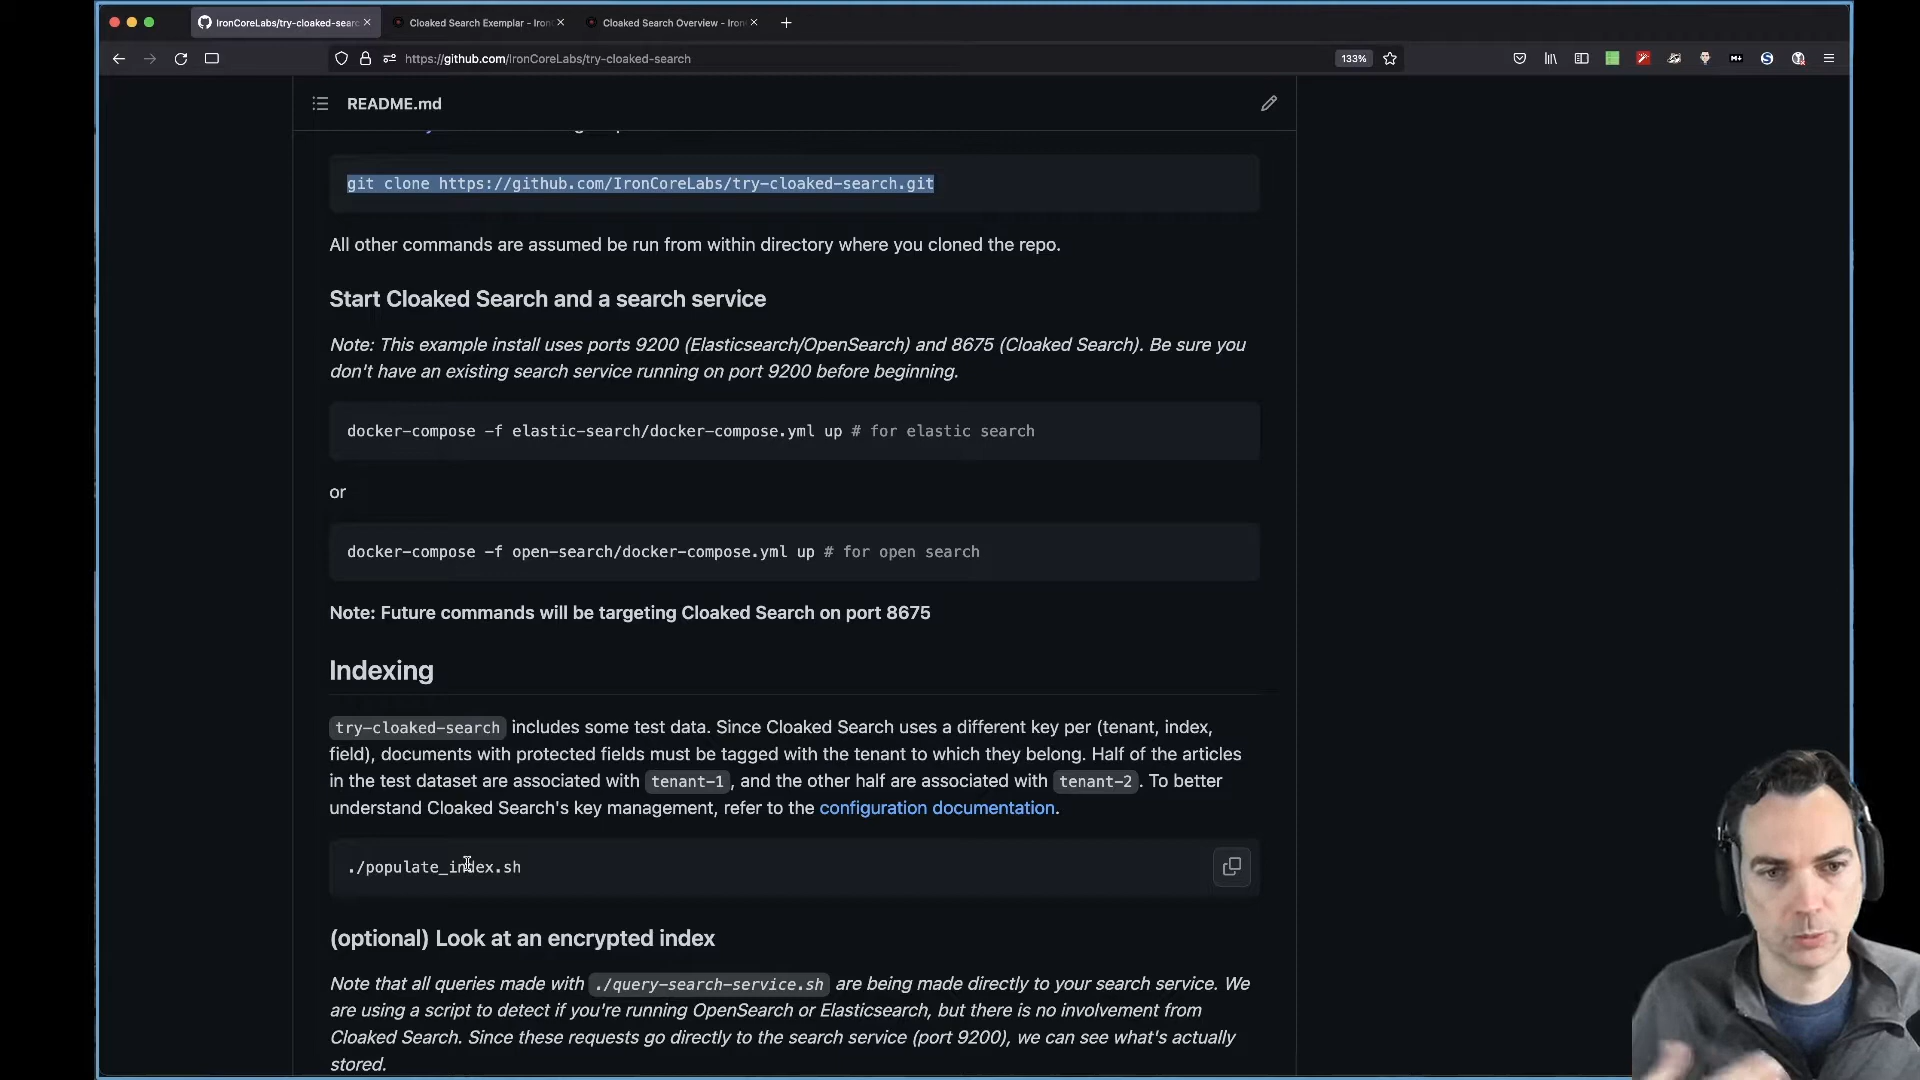 IronCoreLabs/try-cloaked-searc
Cloaked Search Exemplar - Iron
Cloaked Search Overview - Iron
https://github.com/IronCoreLabs/try-cloaked-search
133%
README.md
git clone https://github.com/IronCoreLabs/try-cloaked-search.git
All other commands are assumed be run from within directory where you cloned the repo.
Start Cloaked Search and a search service
Note: This example install uses ports 9200 (Elasticsearch/OpenSearch) and 8675 (Cloaked Search). Be sure you
don't have an existing search service running on port 9200 before beginning.
docker-compose -f elastic-search/docker-compose.yml up # for elastic search
or
docker-compose -f open-search/docker-compose.yml up # for open search
Note: Future commands will be targeting Cloaked Search on port 8675
Indexing
try-cloaked-search includes some test data. Since Cloaked Search uses a different key per (tenant, index,
field), documents with protected fields must be tagged with the tenant to which they belong. Half of the articles
in the test dataset are associated with tenant-1, and the other half are associated with tenant-2. To better
understand Cloaked Search's key management, refer to the configuration documentation.
./populate_index.sh
(optional) Look at an encrypted index
Note that all queries made with ./query-search-service.sh are being made directly to your search service. We
are using a script to detect if you're running OpenSearch or Elasticsearch, but there is no involvement from
Cloaked Search. Since these requests go directly to the search service (port 9200), we can see what's actually
stored.